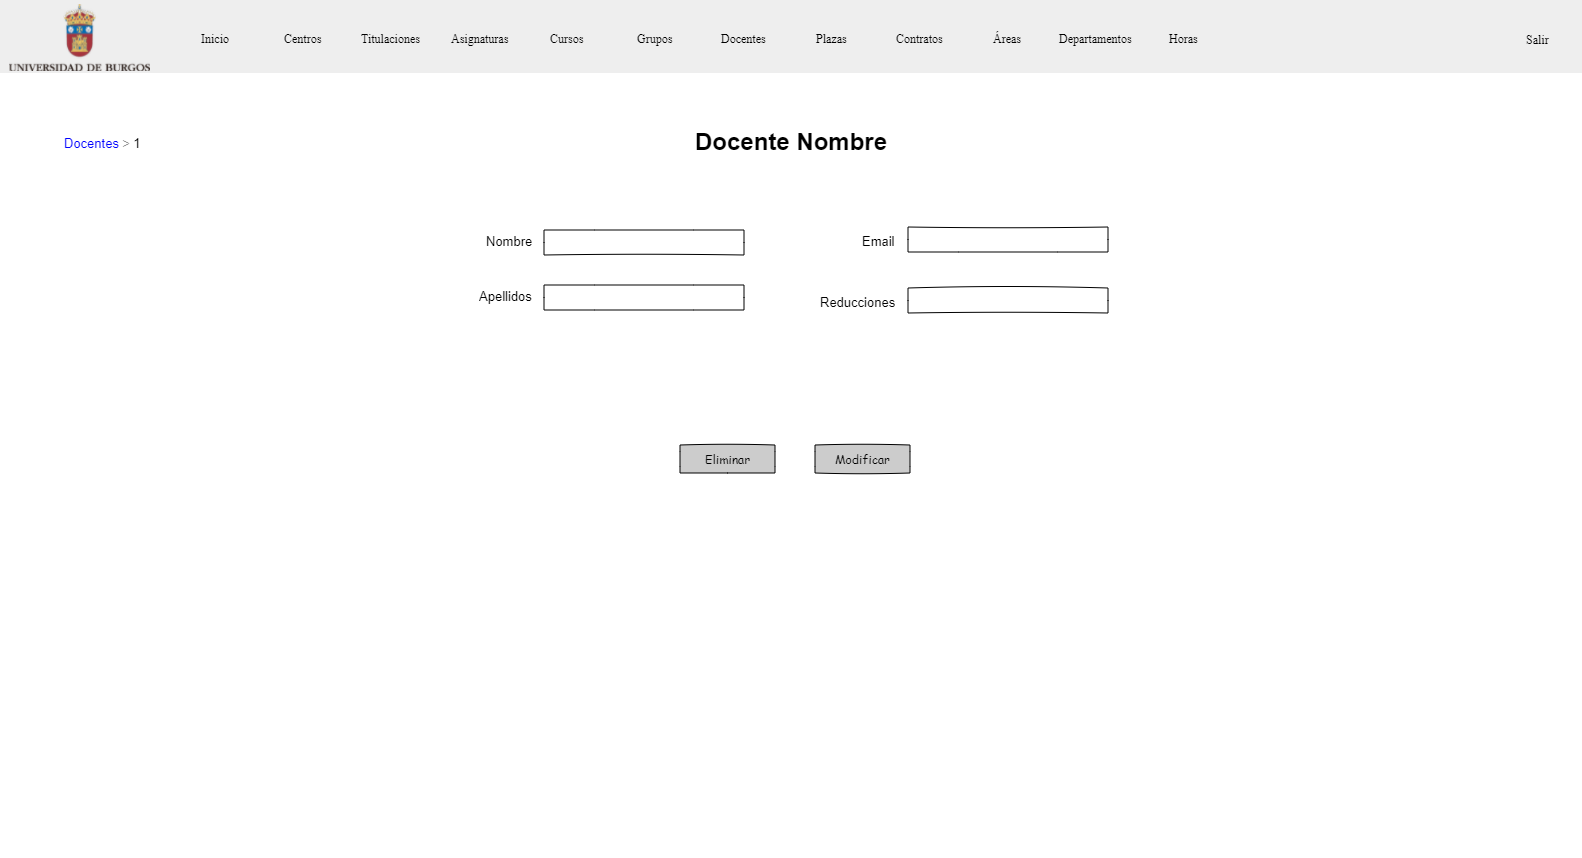 UNIVERSIDAD DE BURGOS
Inicio Centros Titulaciones Asignaturas Cursos Grupos Docentes Plazas Contratos Áreas Departamentos Horas Salir
Docentes > 1
Docente Nombre
Nombre
Email
Apellidos
Reducciones
Eliminar Modificar